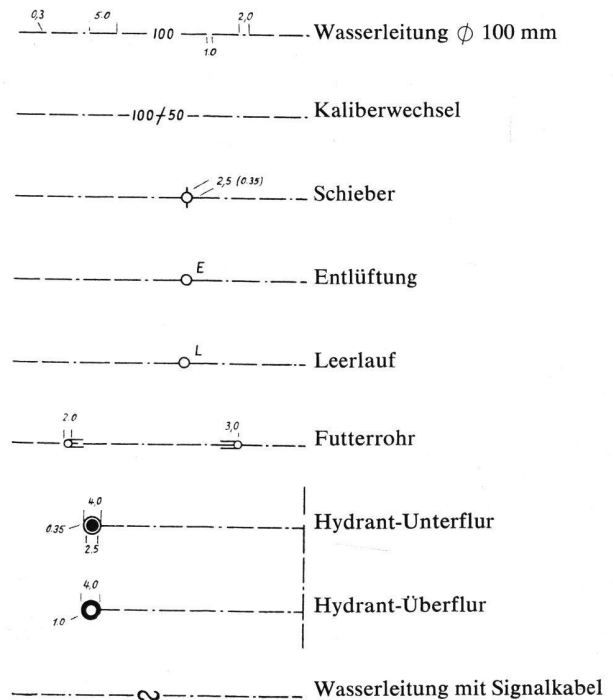 0,3 5.0 100 1.0 2,0 Wasserleitung ϕ 100 mm
100/50 Kaliberwechsel
2,5 (0.35) Schieber
E Entlüftung
L Leerlauf
2.0 3,0 Futterrohr
4,0
0.35 Hydrant-Unterflur
2.5
4,0
Hydrant-Überflur
1.0
Wasserleitung mit Signalkabel